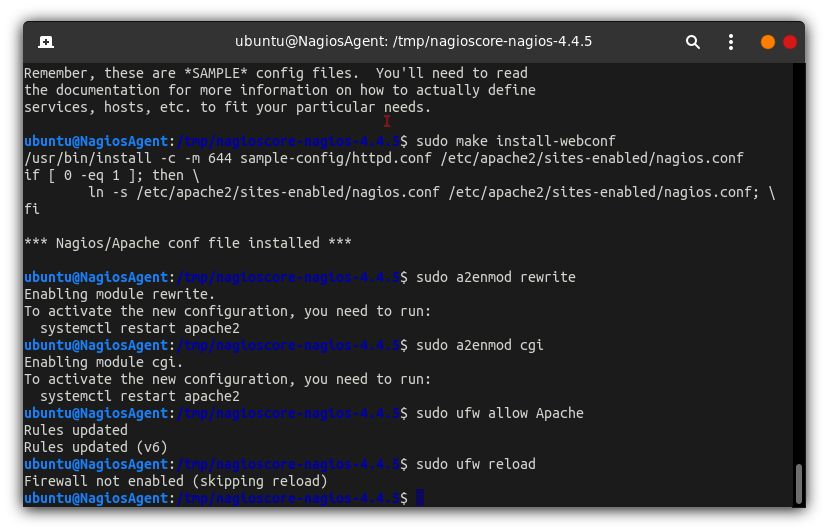 ubuntu@NagiosAgent: /tmp/nagioscore-nagios-4.4.5
Remember, these are *SAMPLE* config files.  You'll need to read
the documentation for more information on how to actually define
services, hosts, etc. to fit your particular needs.
ubuntu@NagiosAgent:/tmp/nagioscore-nagios-4.4.5$ sudo make install-webconf
/usr/bin/install -c -m 644 sample-config/httpd.conf /etc/apache2/sites-enabled/nagios.conf
if [ 0 -eq 1 ]; then \
        ln -s /etc/apache2/sites-enabled/nagios.conf /etc/apache2/sites-enabled/nagios.conf; \
fi
*** Nagios/Apache conf file installed ***
ubuntu@NagiosAgent:/tmp/nagioscore-nagios-4.4.5$ sudo a2enmod rewrite
Enabling module rewrite.
To activate the new configuration, you need to run:
  systemctl restart apache2
ubuntu@NagiosAgent:/tmp/nagioscore-nagios-4.4.5$ sudo a2enmod cgi
Enabling module cgi.
To activate the new configuration, you need to run:
  systemctl restart apache2
ubuntu@NagiosAgent:/tmp/nagioscore-nagios-4.4.5$ sudo ufw allow Apache
Rules updated
Rules updated (v6)
ubuntu@NagiosAgent:/tmp/nagioscore-nagios-4.4.5$ sudo ufw reload
Firewall not enabled (skipping reload)
ubuntu@NagiosAgent:/tmp/nagioscore-nagios-4.4.5$